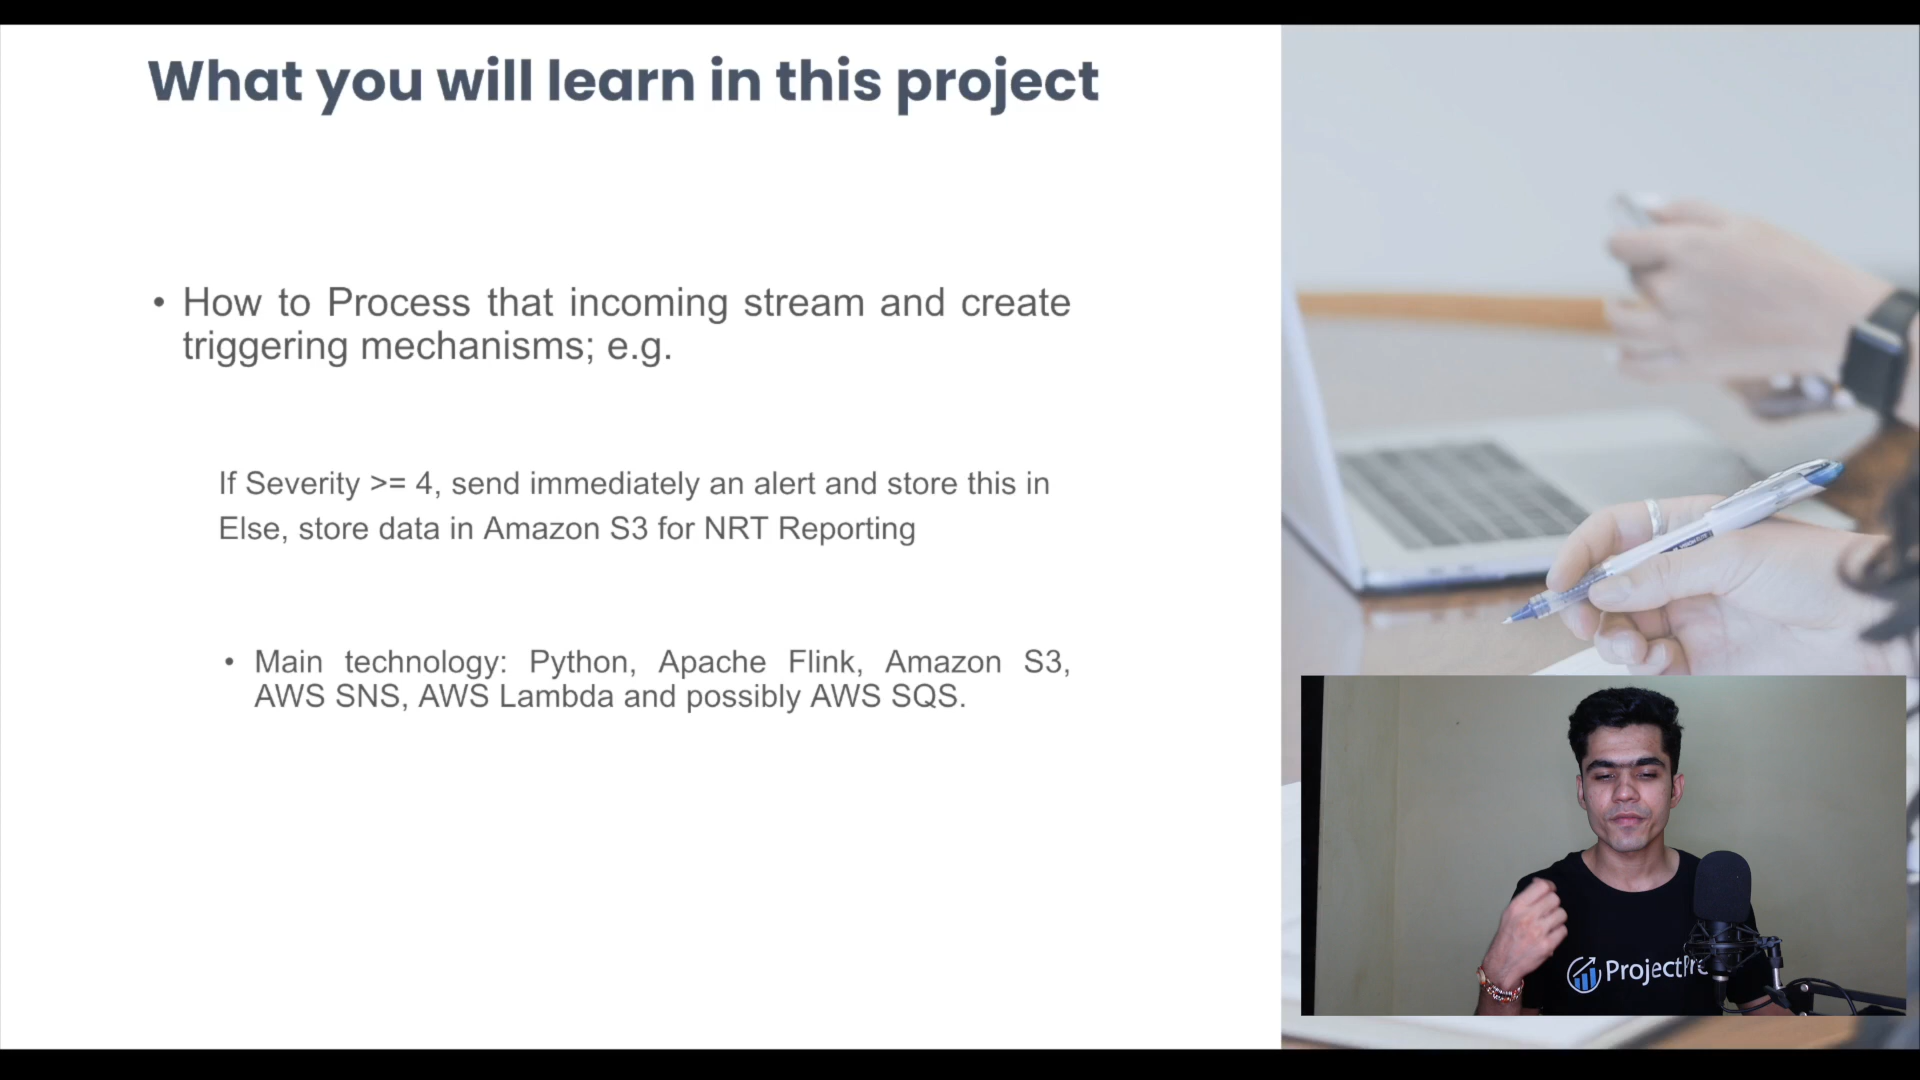 What you will learn in this project
• How to Process that incoming stream and create
triggering mechanisms; e.g.
If Severity >= 4, send immediately an alert and store this in
Else, store data in Amazon S3 for NRT Reporting
• Main technology: Python, Apache Flink, Amazon S3,
AWS SNS, AWS Lambda and possibly AWS SQS.